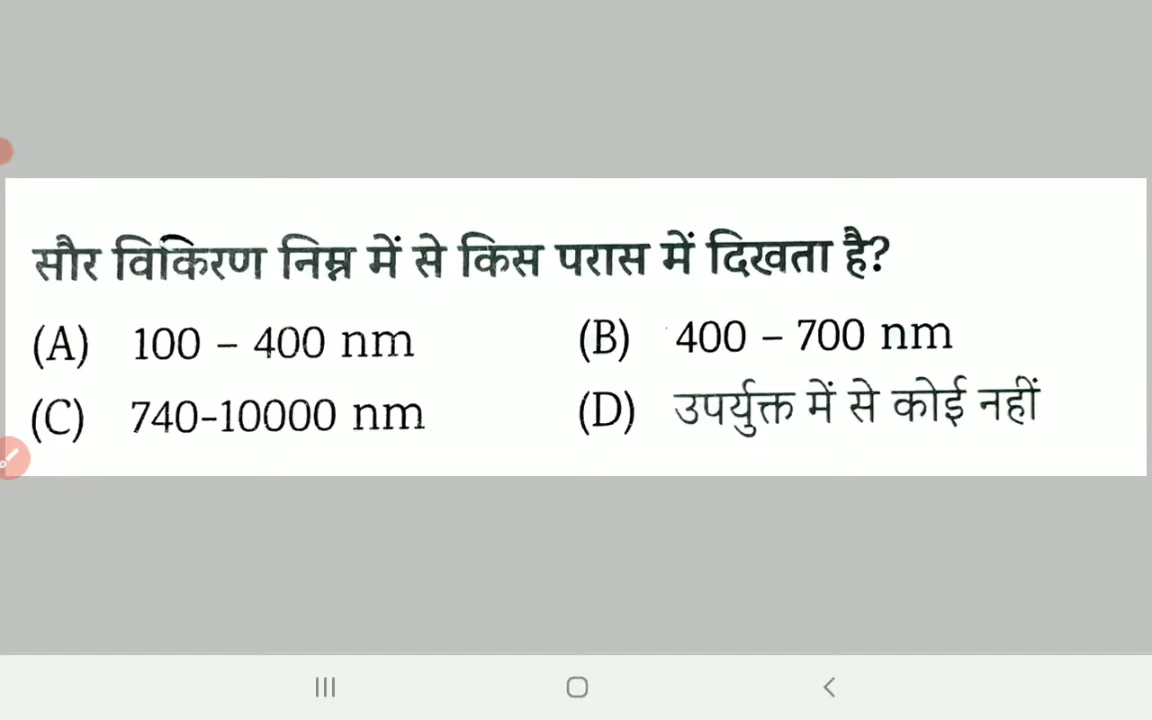 सौर विकिरण निम्न में से किस परास में दिखता है?
(A) 100 – 400 nm (B) 400 – 700 nm
(C) 740-10000 nm (D) उपर्युक्त में से कोई नहीं